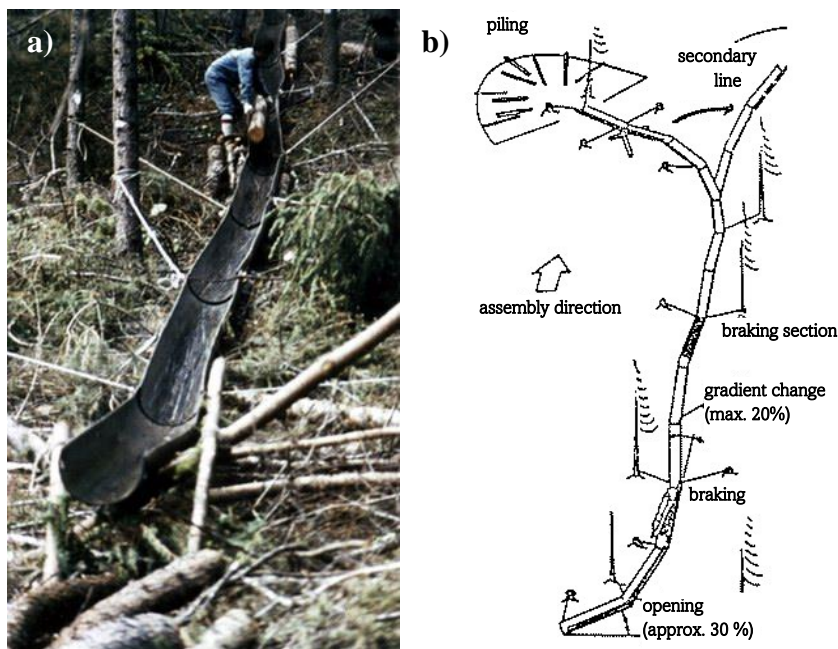 a)
b)
piling
secondary
line
assembly direction
braking section
gradient change
(max. 20%)
braking
opening
(approx. 30 %)